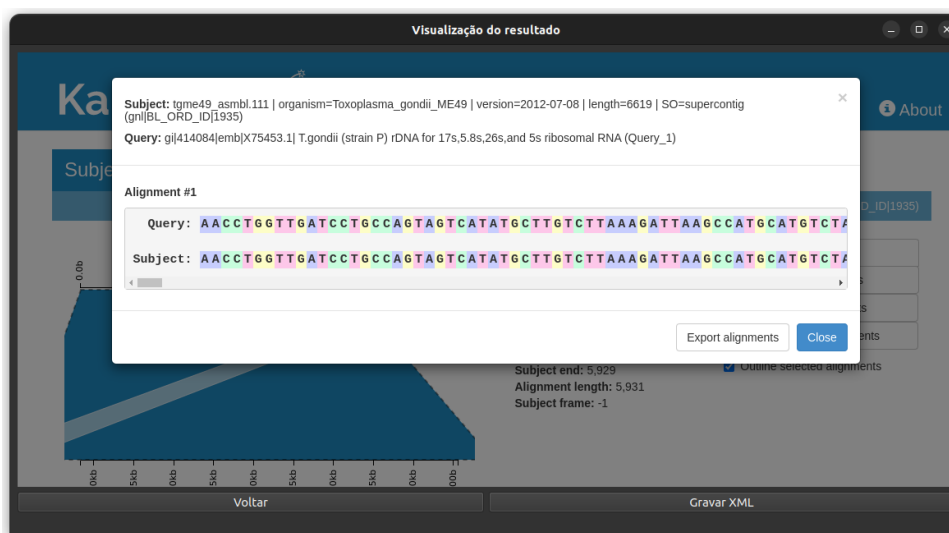 Visualização do resultado
Ka
About
Subje
D_ID|1935)
Subject: tgme49_asmbl.111 | organism=Toxoplasma_gondii_ME49 | version=2012-07-08 | length=6619 | SO=supercontig
(gnl|BL_ORD_ID|1935)
×
Query: gi|414084|emb|X75453.1| T.gondii (strain P) rDNA for 17s,5.8s,26s,and 5s ribosomal RNA (Query_1)
Alignment #1
Query: AACCTGGTTGATCCTGCCAGTAGTCATATGCTTGTCTTAAAGATTAAGCCATGCATGTCTA
Subject: AACCTGGTTGATCCTGCCAGTAGTCATATGCTTGTCTTAAAGATTAAGCCATGCATGTCTA
0.0b
s
ts
ents
Export alignments
Close
Subject end: 5,929
Outline selected alignments
Alignment length: 5,931
Subject frame: -1
0kb
5kb
0kb
5kb
0kb
5kb
0kb
5kb
0kb
00b
Voltar
Gravar XML